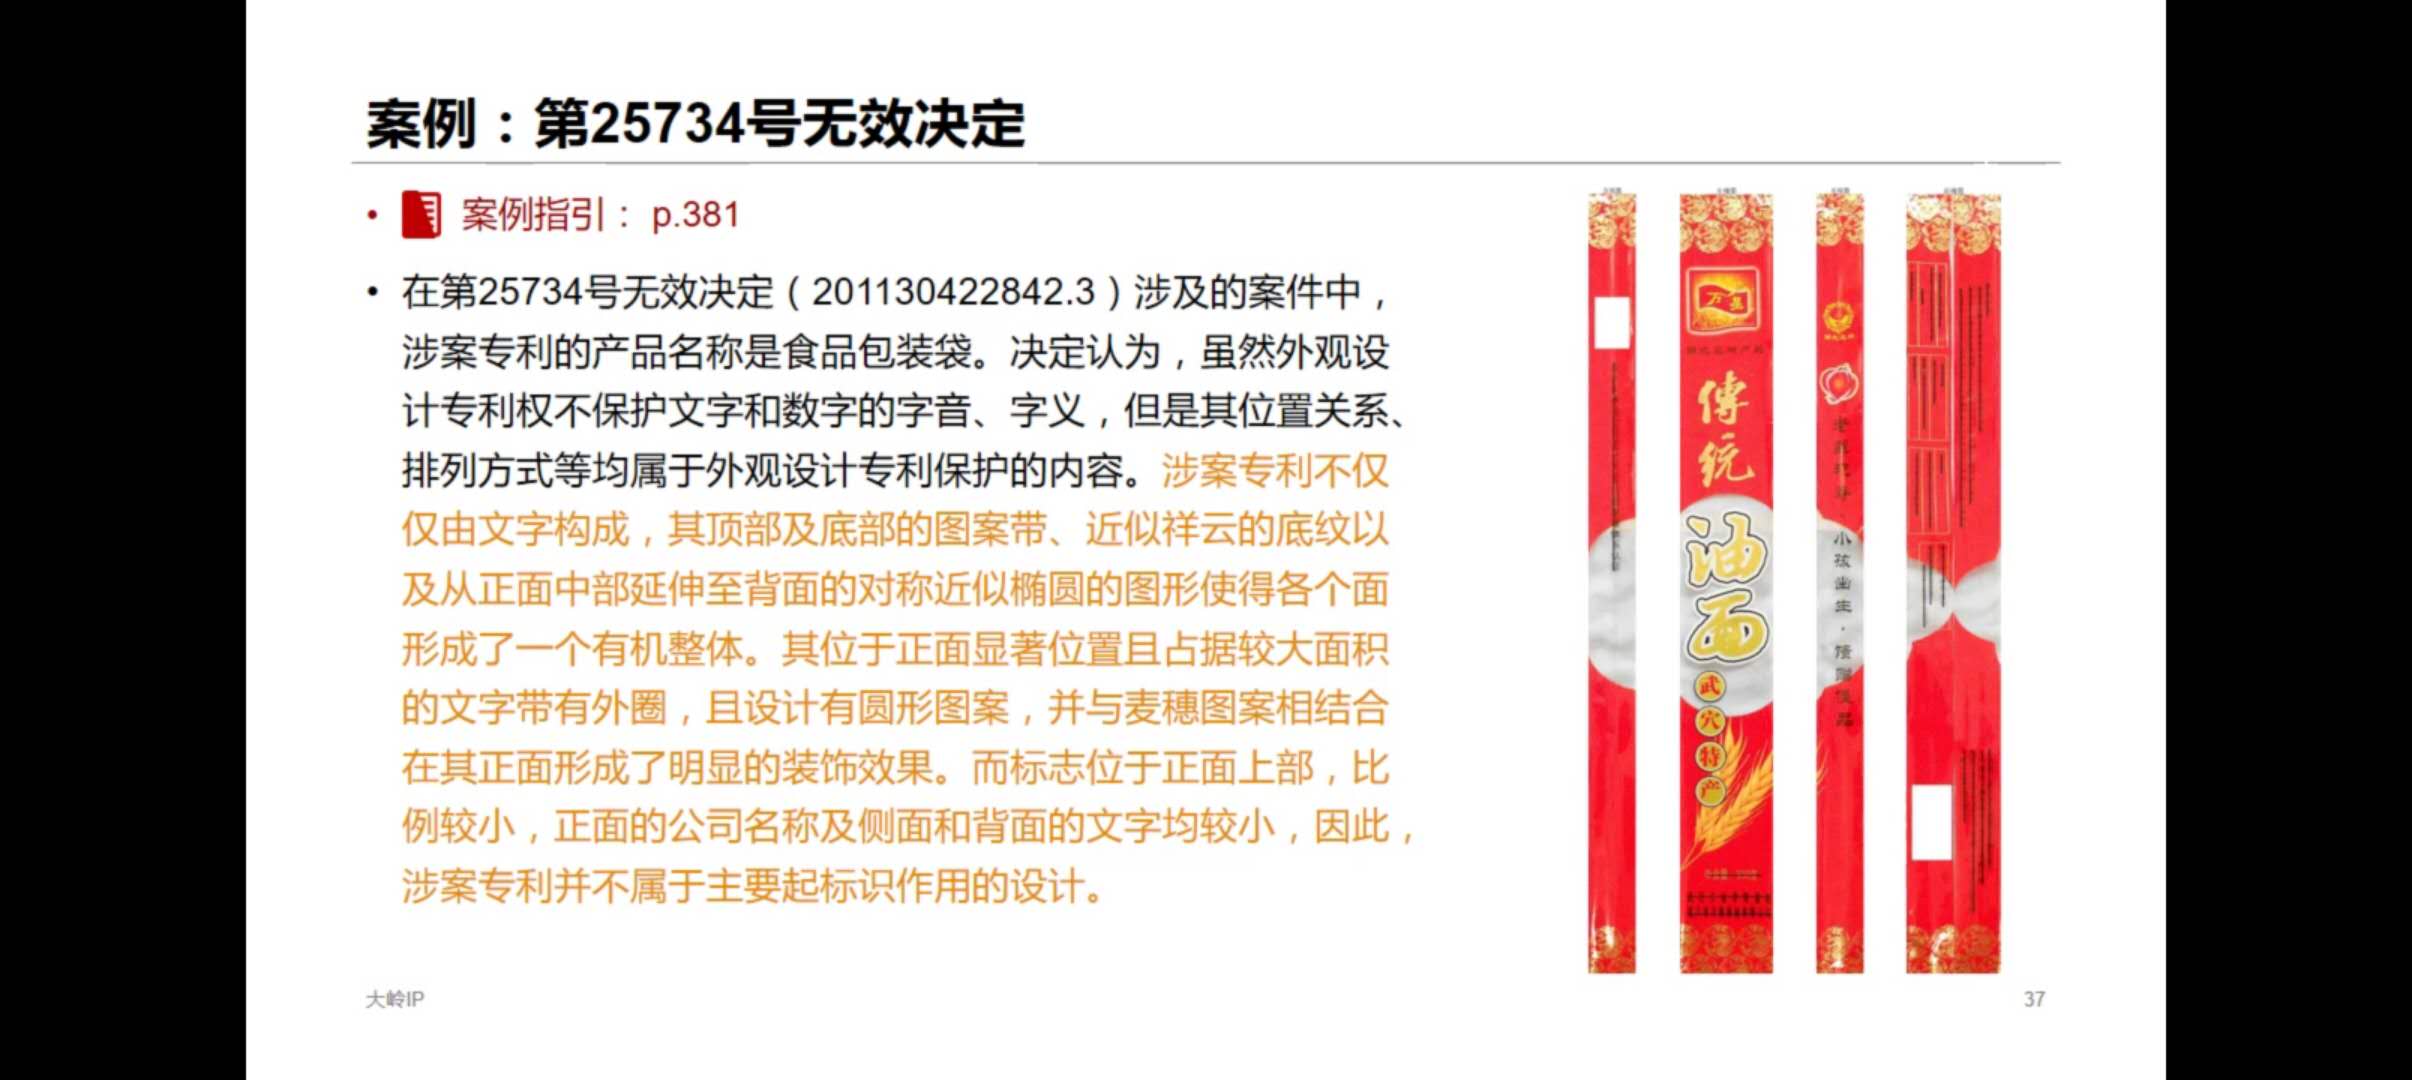 案例：第25734号无效决定
• 案例指引： p.381
• 在第25734号无效决定（201130422842.3）涉及的案件中，
涉案专利的产品名称是食品包装袋。决定认为，虽然外观设
计专利权不保护文字和数字的字音、字义，但是其位置关系、
排列方式等均属于外观设计专利保护的内容。涉案专利不仅
仅由文字构成，其顶部及底部的图案带、近似祥云的底纹以
及从正面中部延伸至背面的对称近似椭圆的图形使得各个面
形成了一个有机整体。其位于正面显著位置且占据较大面积
的文字带有外圈，且设计有圆形图案，并与麦穗图案相结合
在其正面形成了明显的装饰效果。而标志位于正面上部，比
例较小，正面的公司名称及侧面和背面的文字均较小，因此，
涉案专利并不属于主要起标识作用的设计。
傳统
油面
武穴特产
大岭IP
37